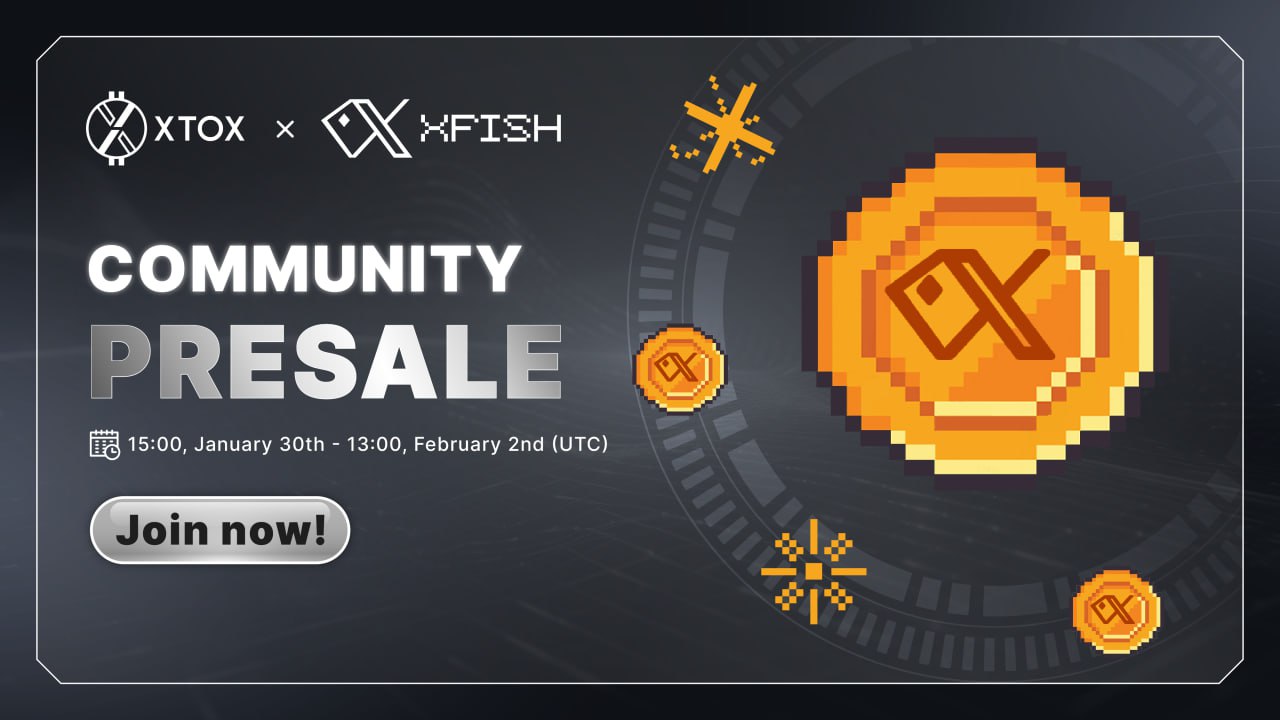 XTOX × XFISH
COMMUNITY
PRESALE
15:00, January 30th - 13:00, February 2nd (UTC)
Join now!